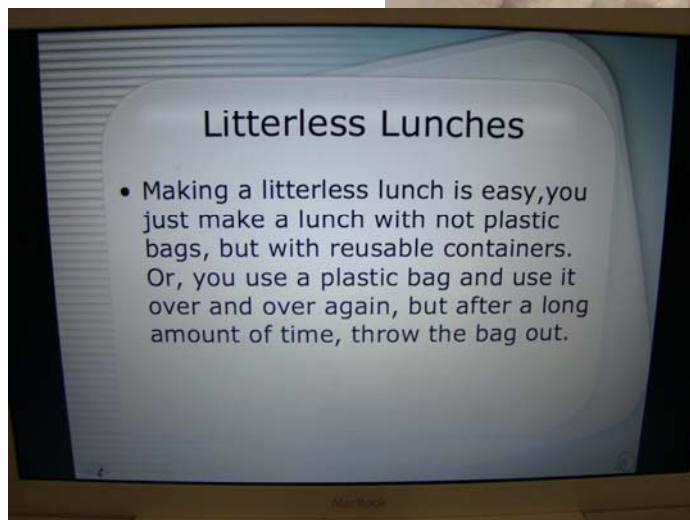 Litterless Lunches
• Making a litterless lunch is easy,you
just make a lunch with not plastic
bags, but with reusable containers.
Or, you use a plastic bag and use it
over and over again, but after a long
amount of time, throw the bag out.
MacBook